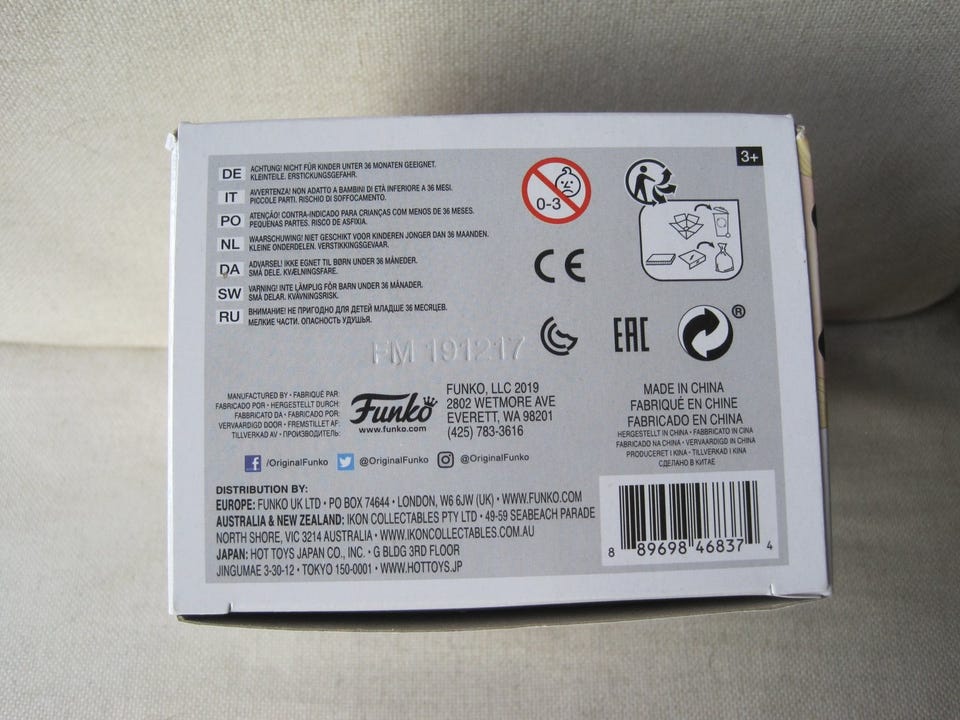 3+
DE ACHTUNG! NICHT FÜR KINDER UNTER 36 MONATEN GEEIGNET.
KLEINTEILE. ERSTICKUNGSGEFAHR.
IT AVVERTENZA! NON ADATTO A BAMBINI DI ETÀ INFERIORE A 36 MESI.
PICCOLE PARTI. RISCHIO DI SOFFOCAMENTO.
PO ATENÇÃO! CONTRA-INDICADO PARA CRIANÇAS COM MENOS DE 36 MESES.
PEQUENAS PARTES. RISCO DE ASFIXIA.
NL WAARSCHUWING! NIET GESCHIKT VOOR KINDEREN JONGER DAN 36 MAANDEN.
KLEINE ONDERDELEN. VERSTIKKINGSGEVAAR.
DA ADVARSEL! IKKE EGNET TIL BØRN UNDER 36 MÅNEDER.
SMÅ DELE. KVÆLNINGSFARE.
SW VARNING! INTE LÄMPLIG FÖR BARN UNDER 36 MÅNADER.
SMÅ DELAR. KVÄVNINGSRISK.
RU ВНИМАНИЕ! НЕ ПРИГОДНО ДЛЯ ДЕТЕЙ МЛАДШЕ 36 МЕСЯЦЕВ.
МЕЛКИЕ ЧАСТИ. ОПАСНОСТЬ УДУШЬЯ.
0-3
CE
EAC
®
FM 191217
MANUFACTURED BY • FABRIQUÉ PAR:
FABRICADO POR • HERGESTELLT DURCH:
FABBRICATO DA • FABRICADO POR:
VERVAARDIGD DOOR • FREMSTILLET AF:
TILLVERKAD AV • ПРОИЗВОДИТЕЛЬ:
Funko
www.funko.com
FUNKO, LLC 2019
2802 WETMORE AVE
EVERETT, WA 98201
(425) 783-3616
MADE IN CHINA
FABRIQUÉ EN CHINE
FABRICADO EN CHINA
HERGESTELLT IN CHINA • FABBRICATO IN CINA
FABRICADO NA CHINA • VERVAARDIGD IN CHINA
PRODUCERET I KINA • TILLVERKAD I KINA
СДЕЛАНО В КИТАЕ
/OriginalFunko @OriginalFunko @OriginalFunko
DISTRIBUTION BY:
EUROPE: FUNKO UK LTD • PO BOX 74644 • LONDON, W6 6JW (UK) • WWW.FUNKO.COM
AUSTRALIA & NEW ZEALAND: IKON COLLECTABLES PTY LTD • 49-59 SEABEACH PARADE
NORTH SHORE, VIC 3214 AUSTRALIA • WWW.IKONCOLLECTABLES.COM.AU
JAPAN: HOT TOYS JAPAN CO., INC. • G BLDG 3RD FLOOR
JINGUMAE 3-30-12 • TOKYO 150-0001 • WWW.HOTTOYS.JP
8 89698 46837 4